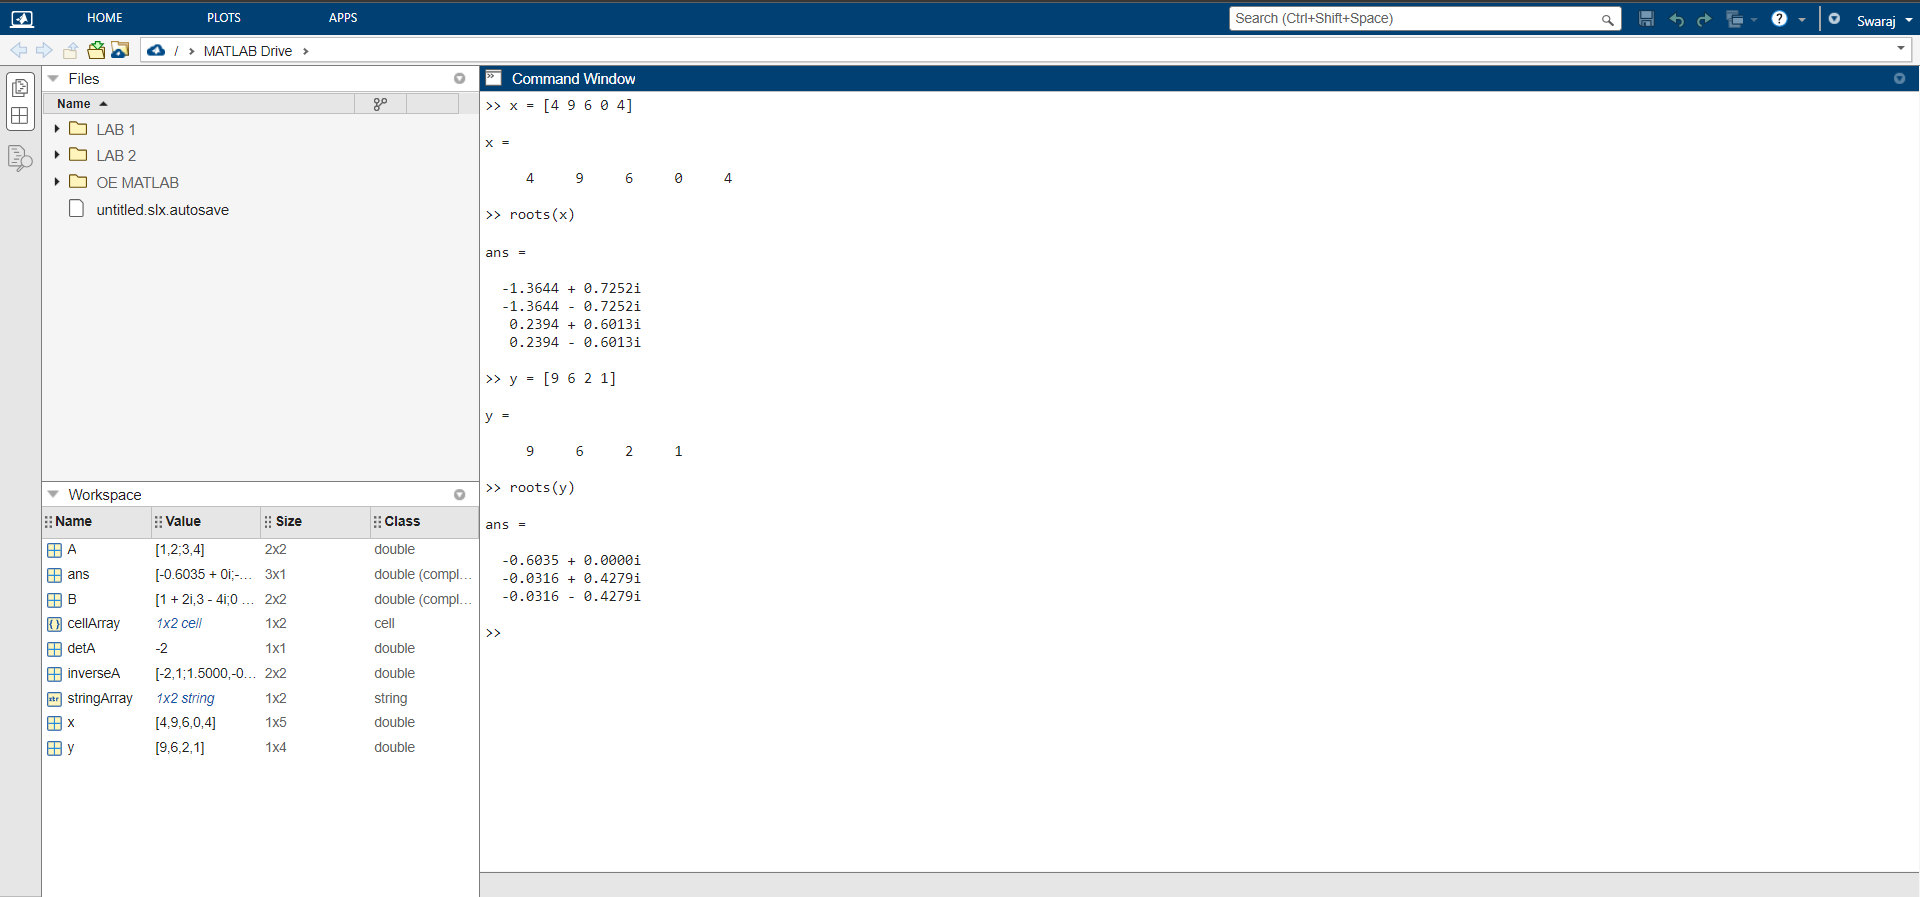 HOME PLOTS APPS Search (Ctrl+Shift+Space) ? Swaraj
/ > MATLAB Drive >
Files
Name
LAB 1
LAB 2
OE MATLAB
untitled.slx.autosave
Workspace
Name Value Size Class
A [1,2;3,4] 2x2 double
ans [-0.6035 + 0i;-... 3x1 double (compl...
B [1 + 2i,3 - 4i;0 ... 2x2 double (compl...
{} cellArray 1x2 cell 1x2 cell
detA -2 1x1 double
inverseA [-2,1;1.5000,-0... 2x2 double
str stringArray 1x2 string 1x2 string
x [4,9,6,0,4] 1x5 double
y [9,6,2,1] 1x4 double
Command Window
>> x = [4 9 6 0 4]
x =
4 9 6 0 4
>> roots(x)
ans =
-1.3644 + 0.7252i
-1.3644 - 0.7252i
0.2394 + 0.6013i
0.2394 - 0.6013i
>> y = [9 6 2 1]
y =
9 6 2 1
>> roots(y)
ans =
-0.6035 + 0.0000i
-0.0316 + 0.4279i
-0.0316 - 0.4279i
>>